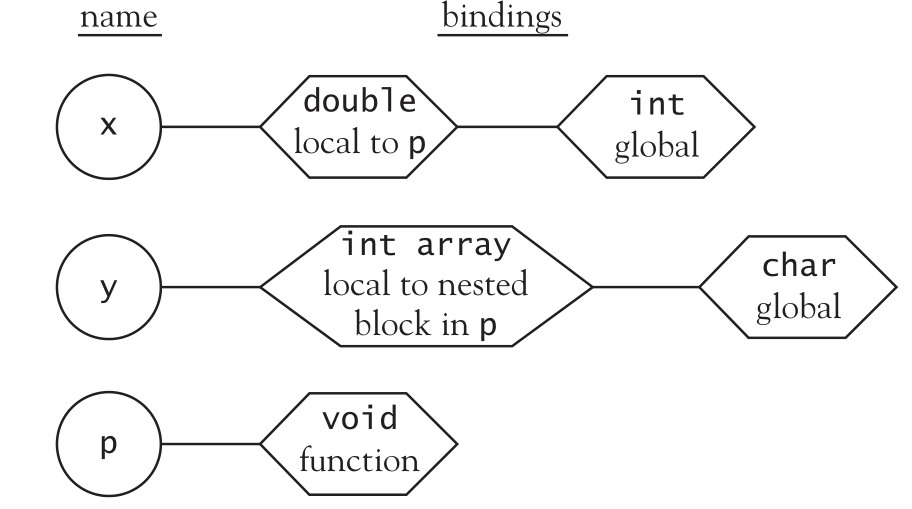 name bindings
x double int
local to p global
y int array char
local to nested global
block in p
p void
function